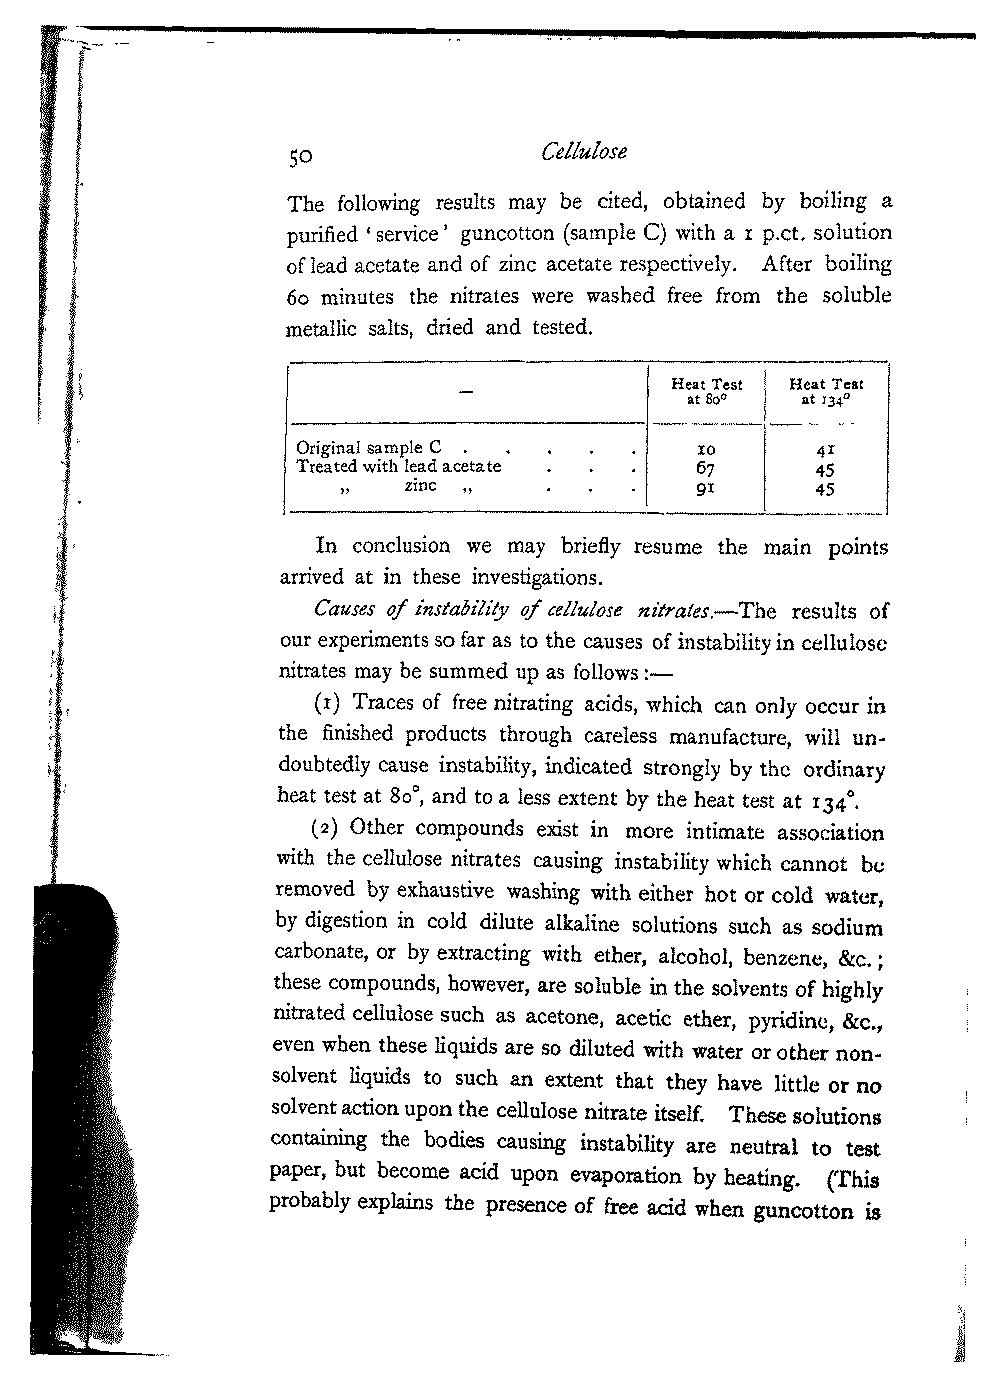 50 Cellulose
The following results may be cited, obtained by boiling a
purified ‘service’ guncotton (sample C) with a 1 p.ct. solution
of lead acetate and of zinc acetate respectively. After boiling
60 minutes the nitrates were washed free from the soluble
metallic salts, dried and tested.
— Heat Test at 80° Heat Test at 134°
Original sample C . . . . . 10 41
Treated with lead acetate . . . 67 45
„ zinc „ . . . 91 45
In conclusion we may briefly resume the main points
arrived at in these investigations.
Causes of instability of cellulose nitrates.—The results of
our experiments so far as to the causes of instability in cellulose
nitrates may be summed up as follows :—
(1) Traces of free nitrating acids, which can only occur in
the finished products through careless manufacture, will un-
doubtedly cause instability, indicated strongly by the ordinary
heat test at 80°, and to a less extent by the heat test at 134°.
(2) Other compounds exist in more intimate association
with the cellulose nitrates causing instability which cannot be
removed by exhaustive washing with either hot or cold water,
by digestion in cold dilute alkaline solutions such as sodium
carbonate, or by extracting with ether, alcohol, benzene, &c. ;
these compounds, however, are soluble in the solvents of highly
nitrated cellulose such as acetone, acetic ether, pyridine, &c.,
even when these liquids are so diluted with water or other non-
solvent liquids to such an extent that they have little or no
solvent action upon the cellulose nitrate itself. These solutions
containing the bodies causing instability are neutral to test
paper, but become acid upon evaporation by heating. (This
probably explains the presence of free acid when guncotton is